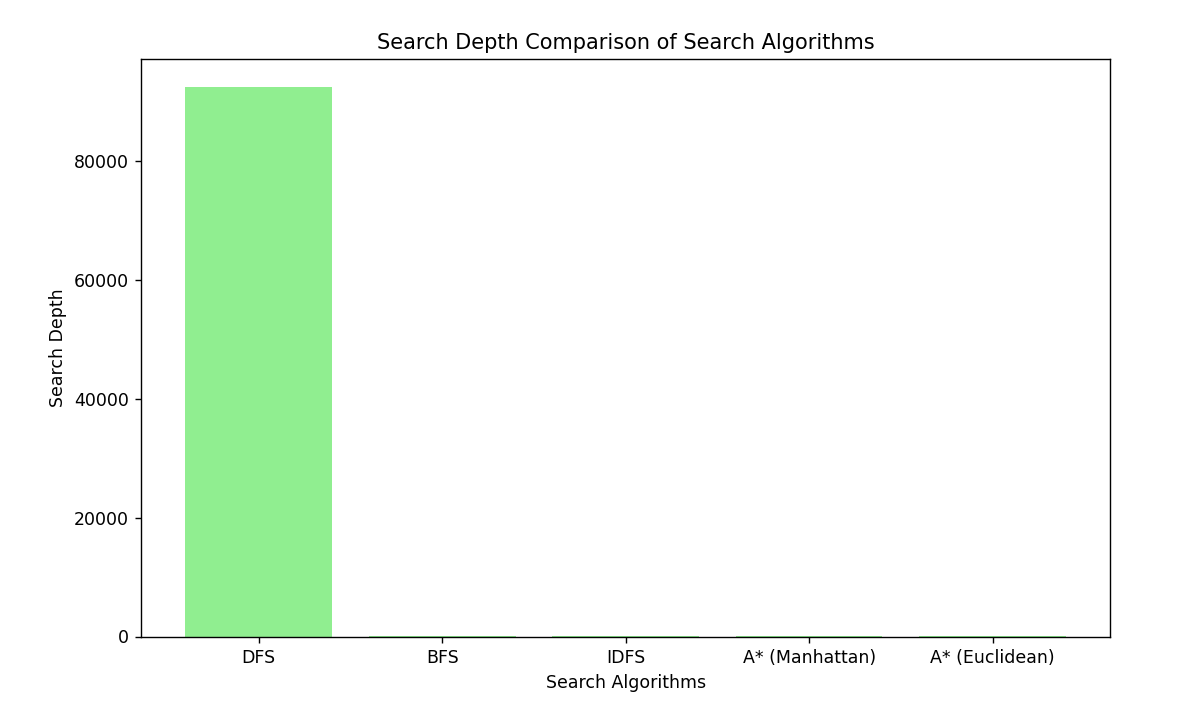 Search Depth Comparison of Search Algorithms
80000
60000
40000
20000
0
Search Depth
DFS BFS IDFS A* (Manhattan) A* (Euclidean)
Search Algorithms